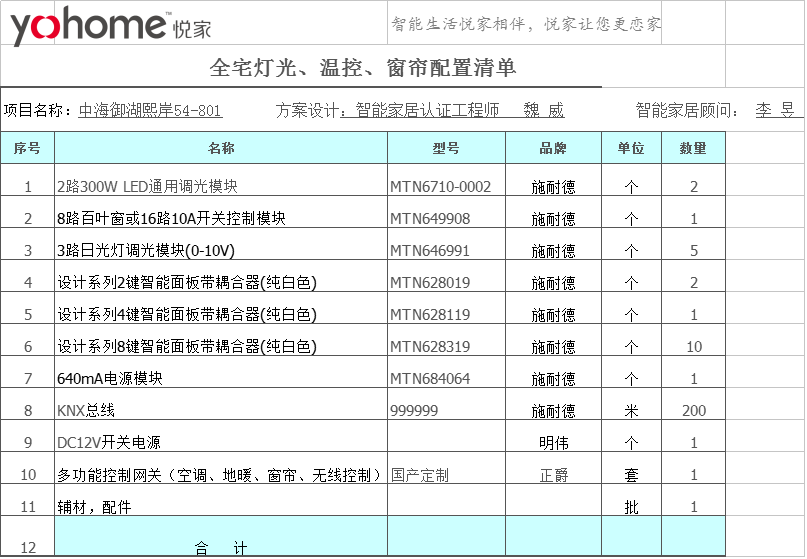 yohome™悦家 智能生活悦家相伴，悦家让您更恋家
全宅灯光、温控、窗帘配置清单
项目名称：中海御湖熙岸54-801 方案设计：智能家居认证工程师 魏 威 智能家居顾问： 李 昱
序号 名称 型号 品牌 单位 数量
1 2路300W LED通用调光模块 MTN6710-0002 施耐德 个 2
2 8路百叶窗或16路10A开关控制模块 MTN649908 施耐德 个 1
3 3路日光灯调光模块(0-10V) MTN646991 施耐德 个 5
4 设计系列2键智能面板带耦合器(纯白色) MTN628019 施耐德 个 2
5 设计系列4键智能面板带耦合器(纯白色) MTN628119 施耐德 个 1
6 设计系列8键智能面板带耦合器(纯白色) MTN628319 施耐德 个 10
7 640mA电源模块 MTN684064 施耐德 个 1
8 KNX总线 999999 施耐德 米 200
9 DC12V开关电源 明伟 个 1
10 多功能控制网关（空调、地暖、窗帘、无线控制） 国产定制 正爵 套 1
11 辅材，配件 批 1
12 合 计